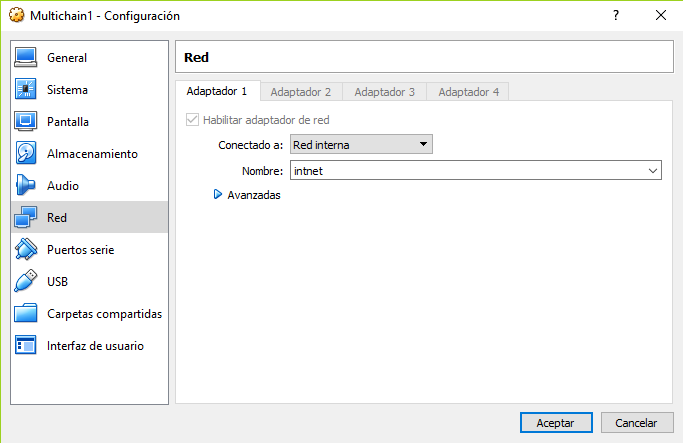 Multichain1 - Configuración
?
General
Sistema
Pantalla
Almacenamiento
Audio
Red
Puertos serie
USB
Carpetas compartidas
Interfaz de usuario
Red
Adaptador 1 Adaptador 2 Adaptador 3 Adaptador 4
Habilitar adaptador de red
Conectado a: Red interna
Nombre: intnet
Avanzadas
Aceptar Cancelar